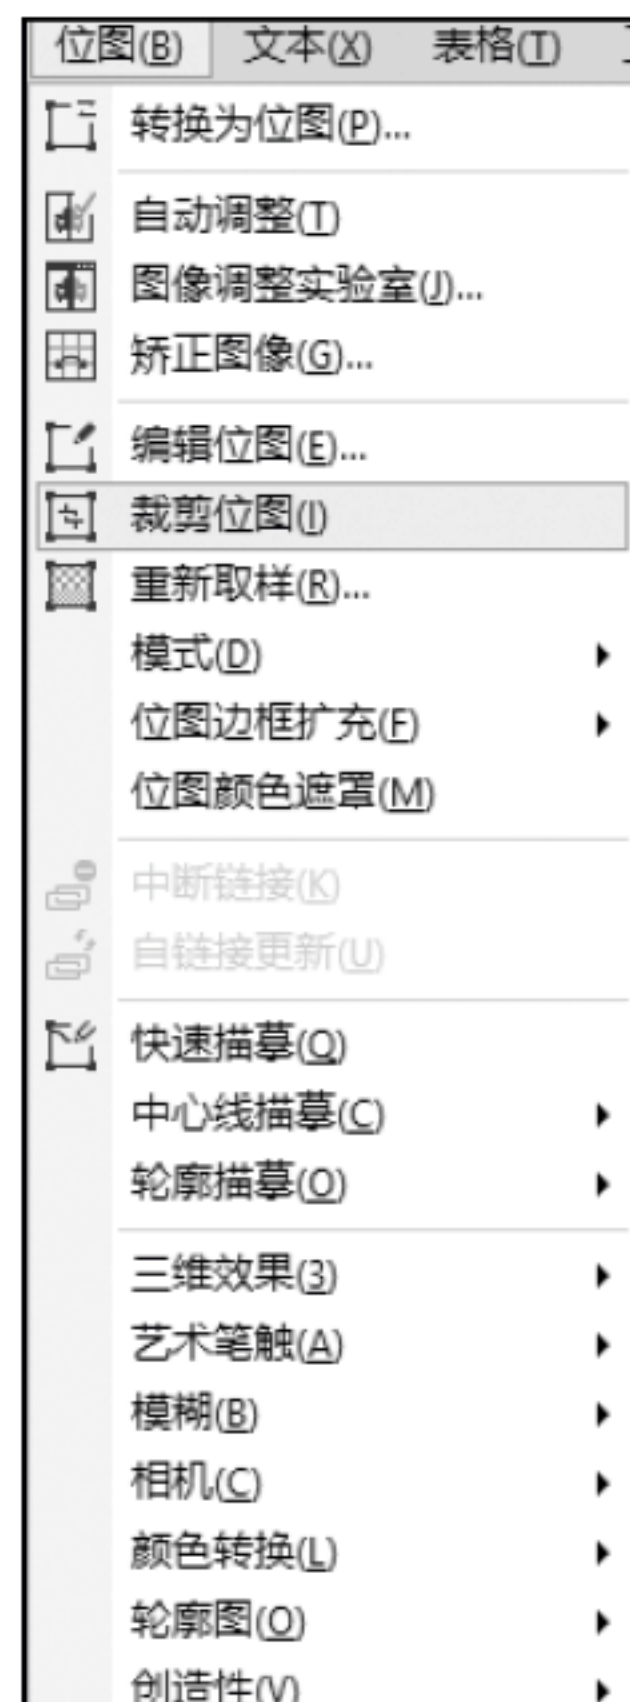 位图(B) 文本(X) 表格(T)
转换为位图(P)...
自动调整(T)
图像调整实验室(J)...
矫正图像(G)...
编辑位图(E)...
裁剪位图(I)
重新取样(R)...
模式(D)
位图边框扩充(F)
位图颜色遮罩(M)
中断链接(K)
自链接更新(U)
快速描摹(Q)
中心线描摹(C)
轮廓描摹(O)
三维效果(3)
艺术笔触(A)
模糊(B)
相机(C)
颜色转换(L)
轮廓图(O)
创造性(V)